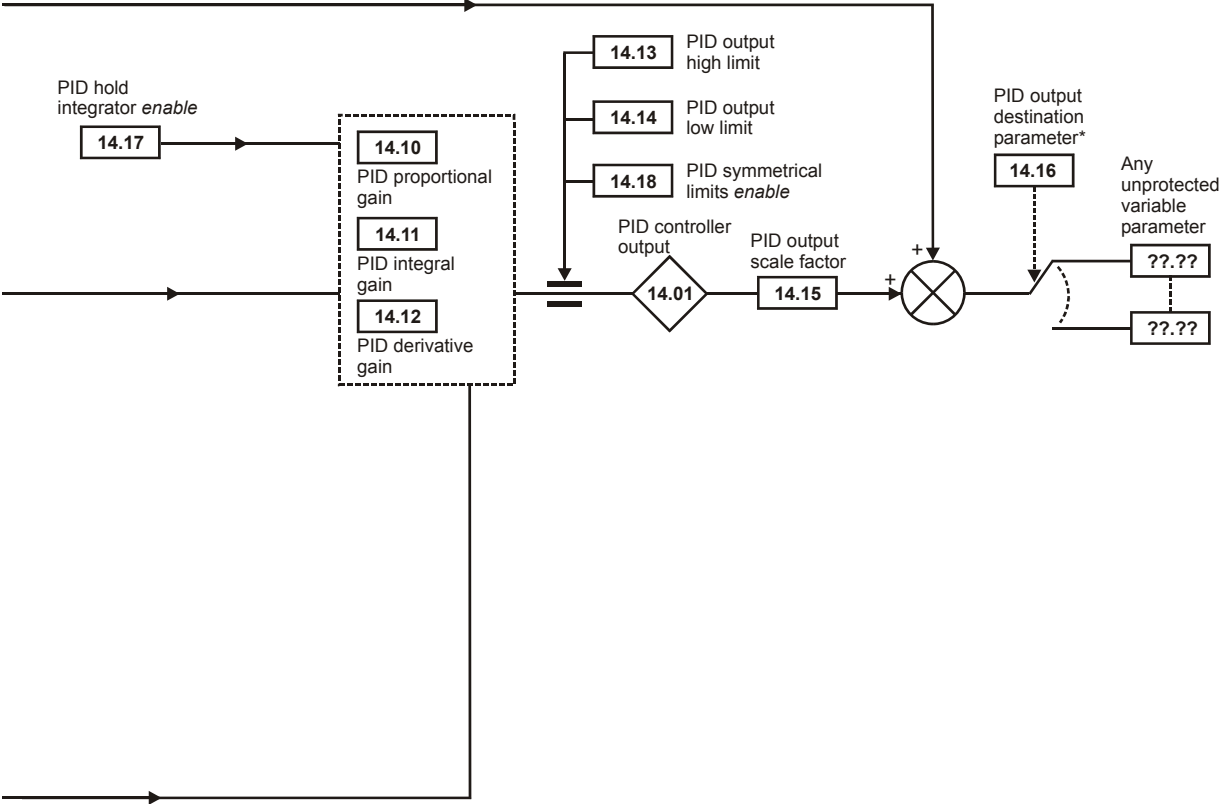 PID hold
integrator enable
14.17
14.10
PID proportional
gain
14.11
PID integral
gain
14.12
PID derivative
gain
14.13
PID output
high limit
14.14
PID output
low limit
14.18
PID symmetrical
limits enable
PID controller
output
14.01
PID output
scale factor
14.15
+
+
PID output
destination
parameter*
14.16
Any
unprotected
variable
parameter
??.??
??.??